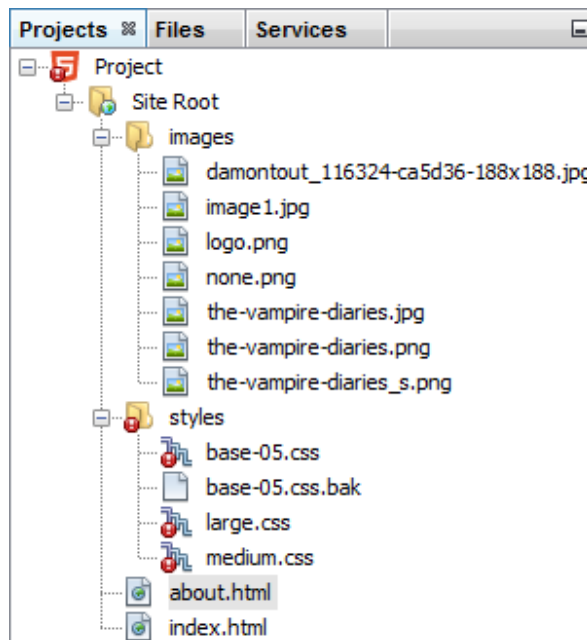 Projects Files Services
Project
Site Root
images
damontout_116324-ca5d36-188x188.jpg
image1.jpg
logo.png
none.png
the-vampire-diaries.jpg
the-vampire-diaries.png
the-vampire-diaries_s.png
styles
base-05.css
base-05.css.bak
large.css
medium.css
about.html
index.html